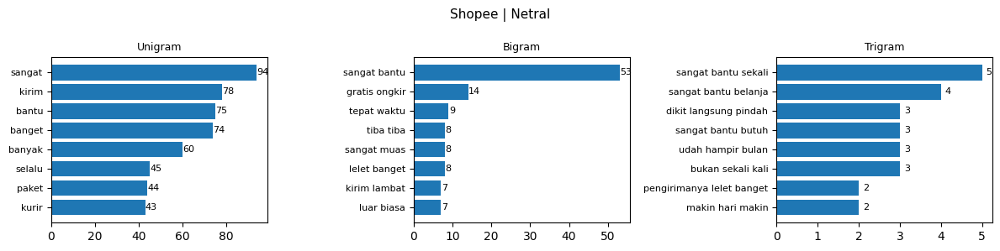 Shopee | Netral
Unigram
sangat 94
kirim 78
bantu 75
banget 74
banyak 60
selalu 45
paket 44
kurir 43
0 20 40 60 80
Bigram
sangat bantu 53
gratis ongkir 14
tepat waktu 9
tiba tiba 8
sangat muas 8
lelet banget 8
kirim lambat 7
luar biasa 7
0 10 20 30 40 50
Trigram
sangat bantu sekali 5
sangat bantu belanja 4
dikit langsung pindah 3
sangat bantu butuh 3
udah hampir bulan 3
bukan sekali kali 3
pengirimanya lelet banget 2
makin hari makin 2
0 1 2 3 4 5